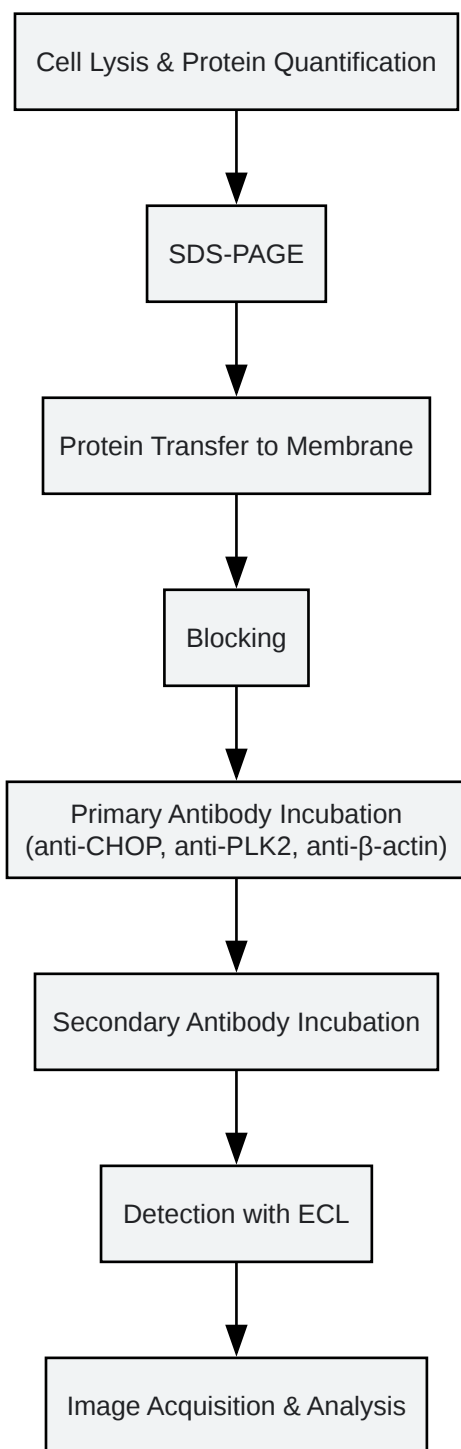 Cell Lysis & Protein Quantification
SDS-PAGE
Protein Transfer to Membrane
Blocking
Primary Antibody Incubation
(anti-CHOP, anti-PLK2, anti-β-actin)
Secondary Antibody Incubation
Detection with ECL
Image Acquisition & Analysis